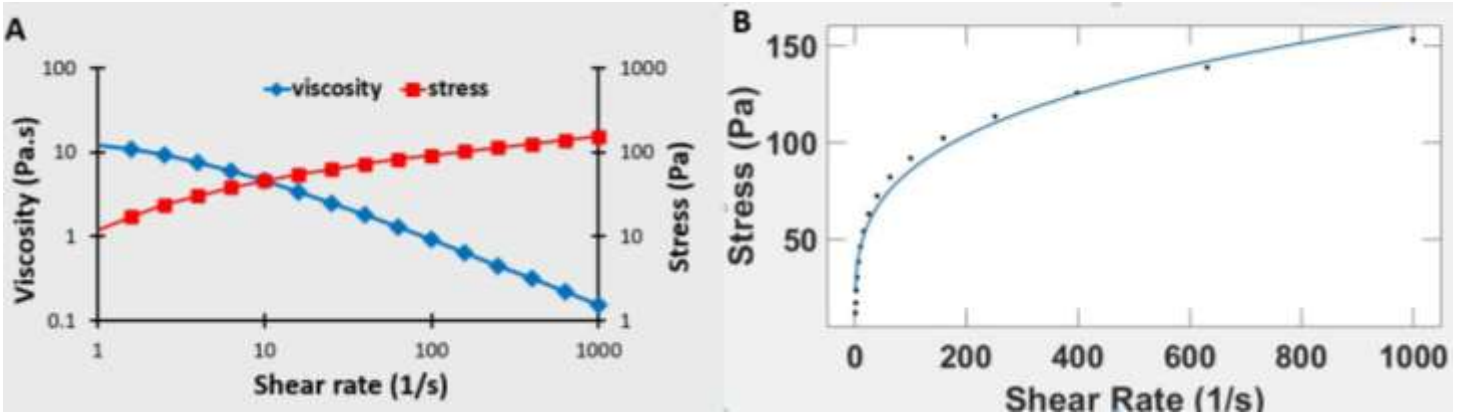 A
viscosity stress
Viscosity (Pa.s)
100
10
1
0.1
1000
100
10
1
Stress (Pa)
1 10 100 1000
Shear rate (1/s)
B
Stress (Pa)
150
100
50
0 200 400 600 800 1000
Shear Rate (1/s)